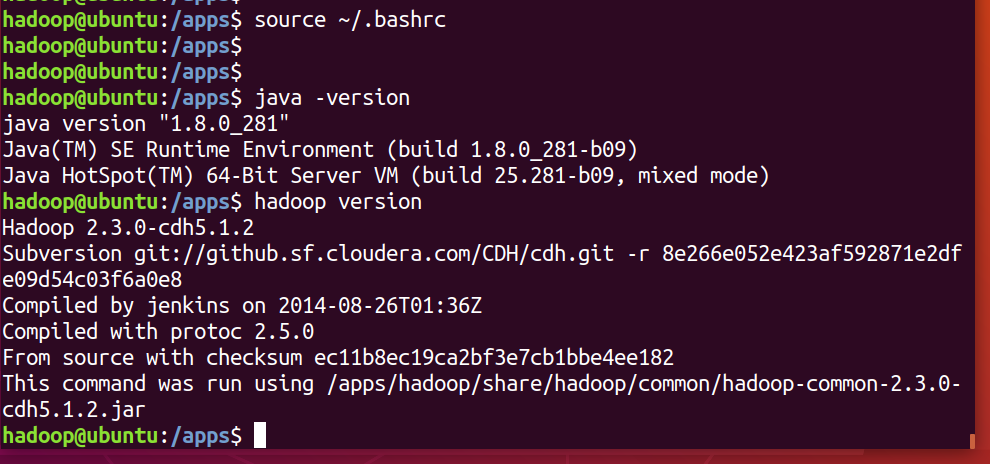 hadoop@ubuntu:/apps$ source ~/.bashrc
hadoop@ubuntu:/apps$
hadoop@ubuntu:/apps$
hadoop@ubuntu:/apps$ java -version
java version "1.8.0_281"
Java(TM) SE Runtime Environment (build 1.8.0_281-b09)
Java HotSpot(TM) 64-Bit Server VM (build 25.281-b09, mixed mode)
hadoop@ubuntu:/apps$ hadoop version
Hadoop 2.3.0-cdh5.1.2
Subversion git://github.sf.cloudera.com/CDH/cdh.git -r 8e266e052e423af592871e2df
e09d54c03f6a0e8
Compiled by jenkins on 2014-08-26T01:36Z
Compiled with protoc 2.5.0
From source with checksum ec11b8ec19ca2bf3e7cb1bbe4ee182
This command was run using /apps/hadoop/share/hadoop/common/hadoop-common-2.3.0-
cdh5.1.2.jar
hadoop@ubuntu:/apps$